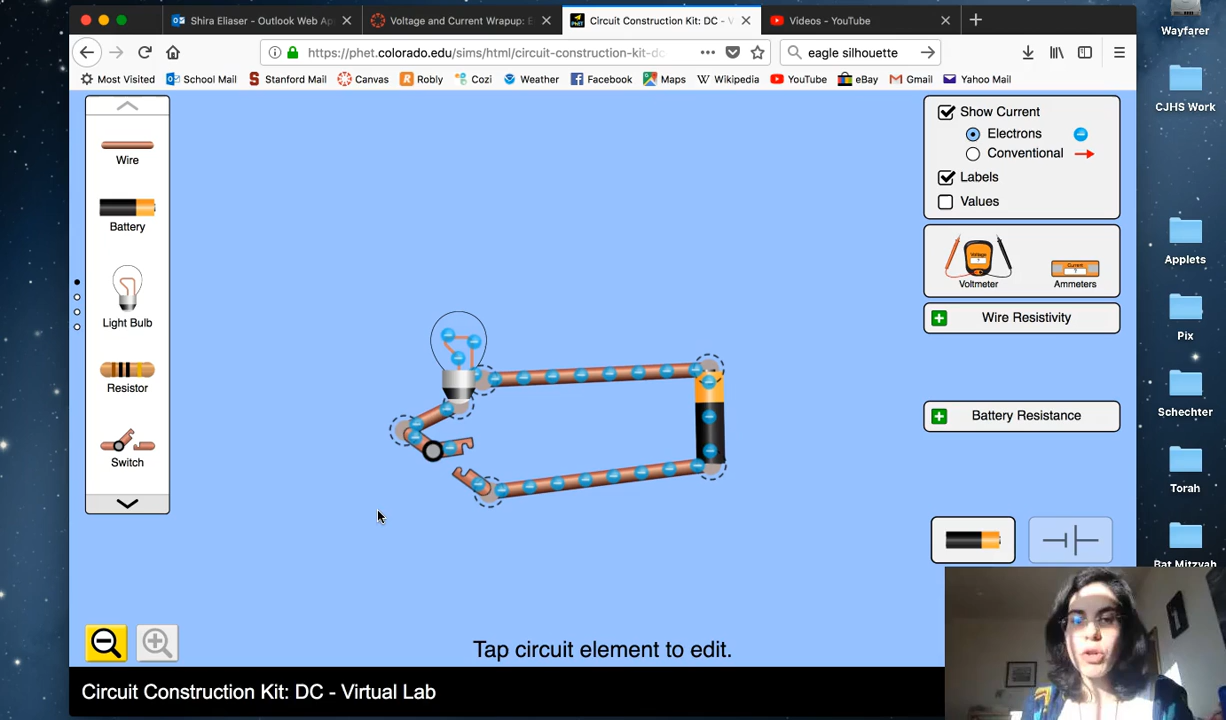 Shira Eliaser - Outlook Web Ap
Voltage and Current Wrapup: E
Circuit Construction Kit: DC - V
Videos - YouTube
https://phet.colorado.edu/sims/html/circuit-construction-kit-dc
eagle silhouette
Most Visited
School Mail
Stanford Mail
Canvas
Robly
Cozi
Weather
Facebook
Maps
Wikipedia
YouTube
eBay
Gmail
Yahoo Mail
Wire
Battery
Light Bulb
Resistor
Switch
Show Current
Electrons
Conventional
Labels
Values
Voltage
?
Voltmeter
Current
?
Ammeters
Wire Resistivity
Battery Resistance
Tap circuit element to edit.
Circuit Construction Kit: DC - Virtual Lab
Wayfarer
CJHS Work
Applets
Pix
Schechter
Torah
Bat Mitzvah